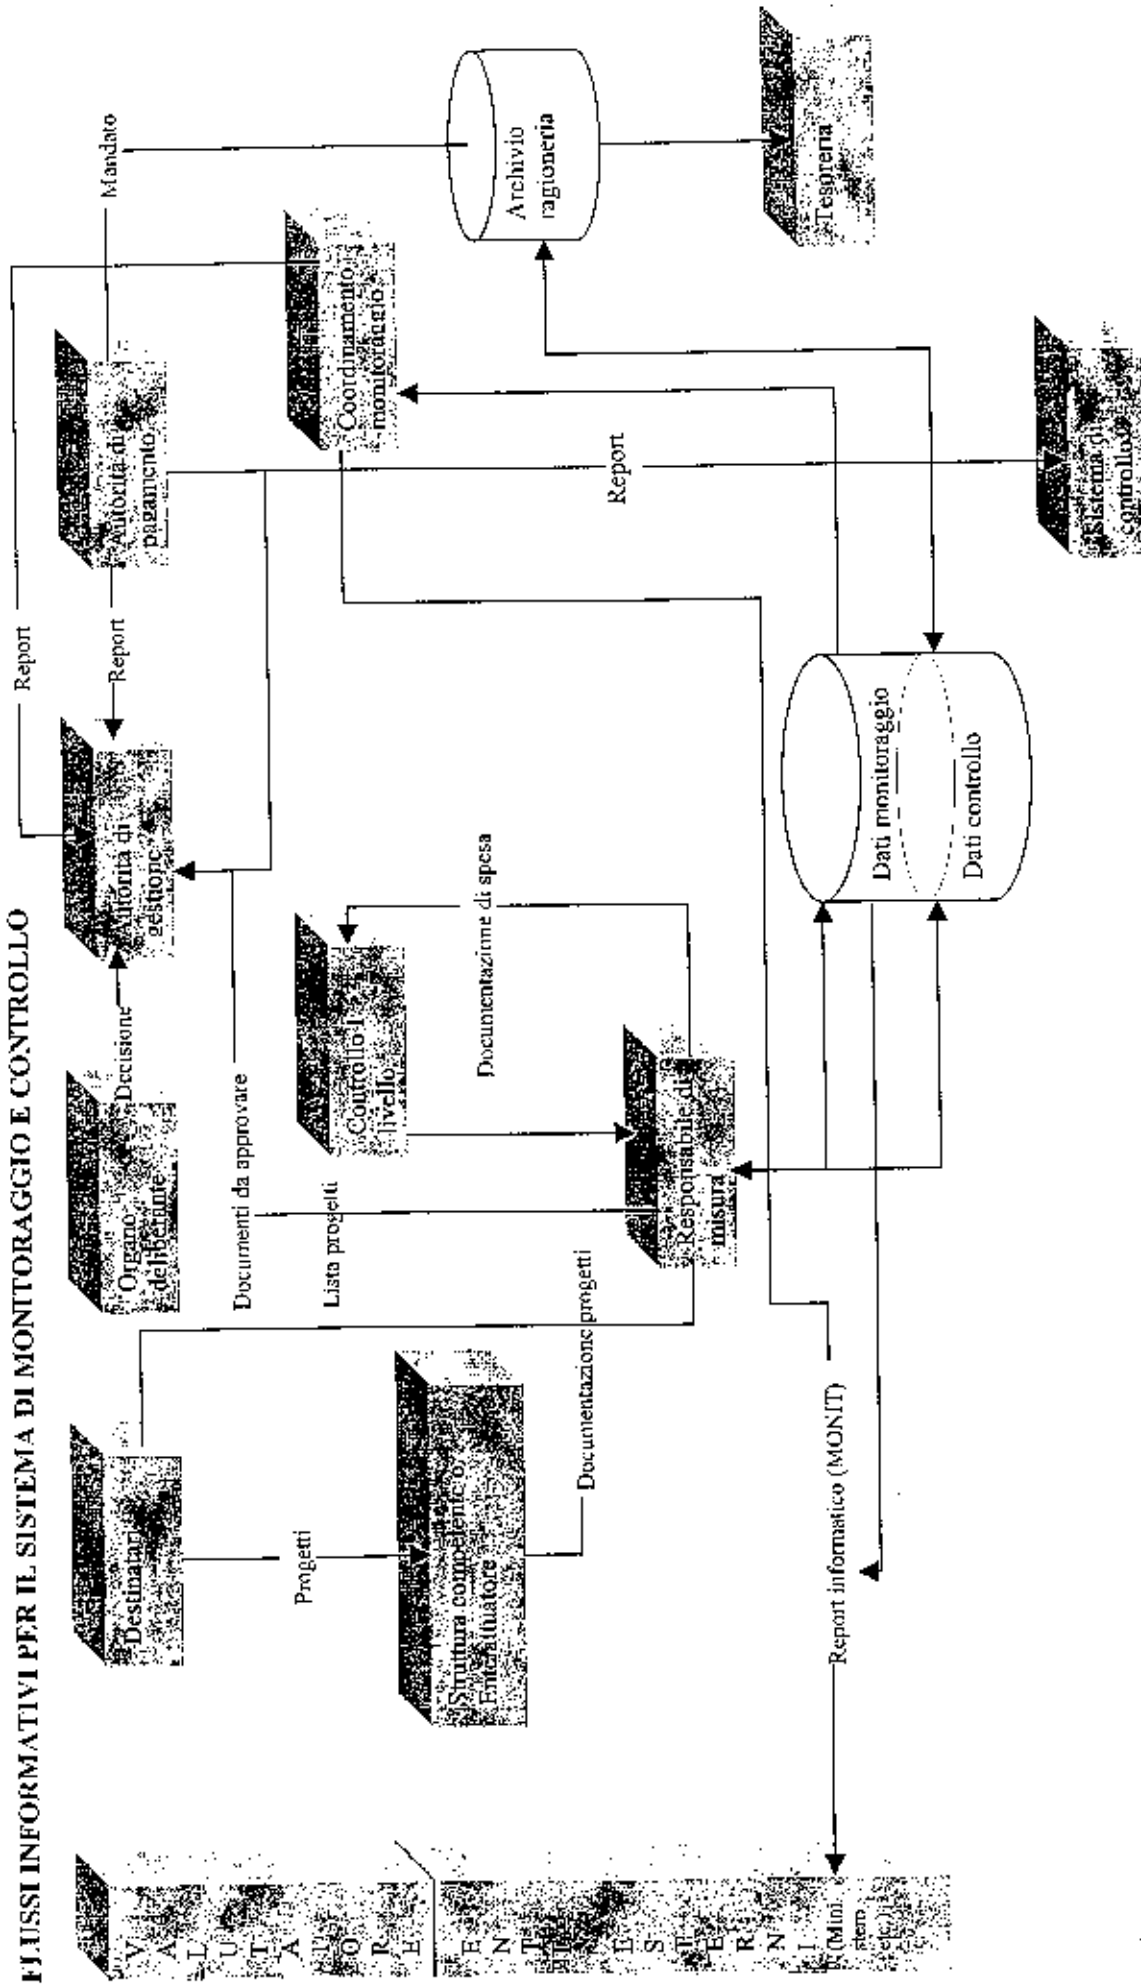 FLUSSI INFORMATIVI PER IL SISTEMA DI MONITORAGGIO E CONTROLLO
VALUTATORE
ENTI ESTERNI
Destinatari
Organo
deliberante
Decisione
Autorità di
gestione
Report
Report
Autorità di
pagamento
Mandato
Progetti
Struttura competente o
Ente attuatore
Documenti da approvare
Lista progetti
Controllo I
livello
Documentazione di spesa
Coordinamento
monitoraggio
Documentazione progetti
Responsabile di
misura
Report
Archivio
ragioneria
Tesoreria
Report informatico (MONIT)
Dati monitoraggio
Dati controllo
Sistema di
controllo